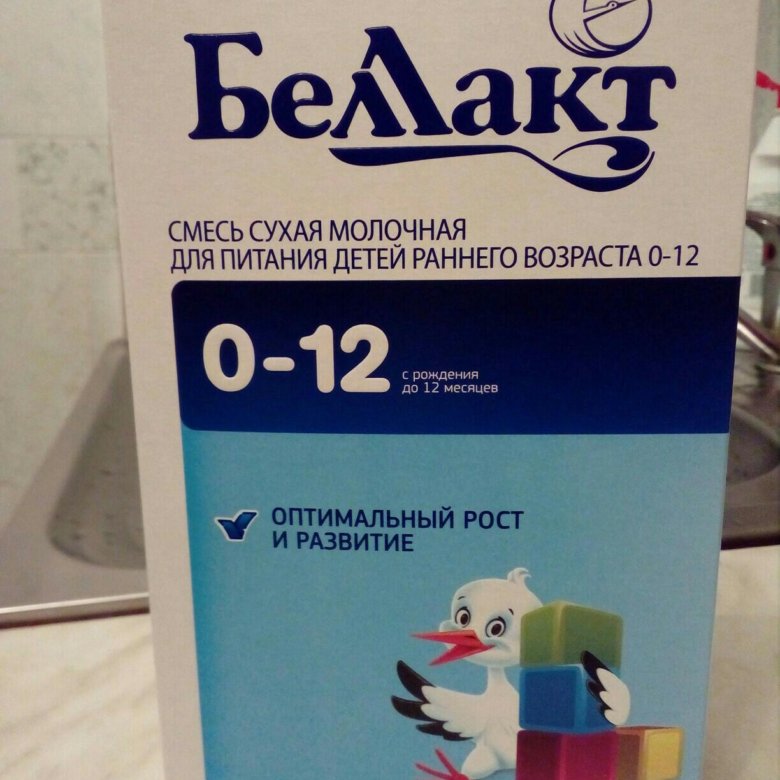 Беллакт
СМЕСЬ СУХАЯ МОЛОЧНАЯ
ДЛЯ ПИТАНИЯ ДЕТЕЙ РАННЕГО ВОЗРАСТА 0-12
0-12
с рождения
до 12 месяцев
ОПТИМАЛЬНЫЙ РОСТ
И РАЗВИТИЕ